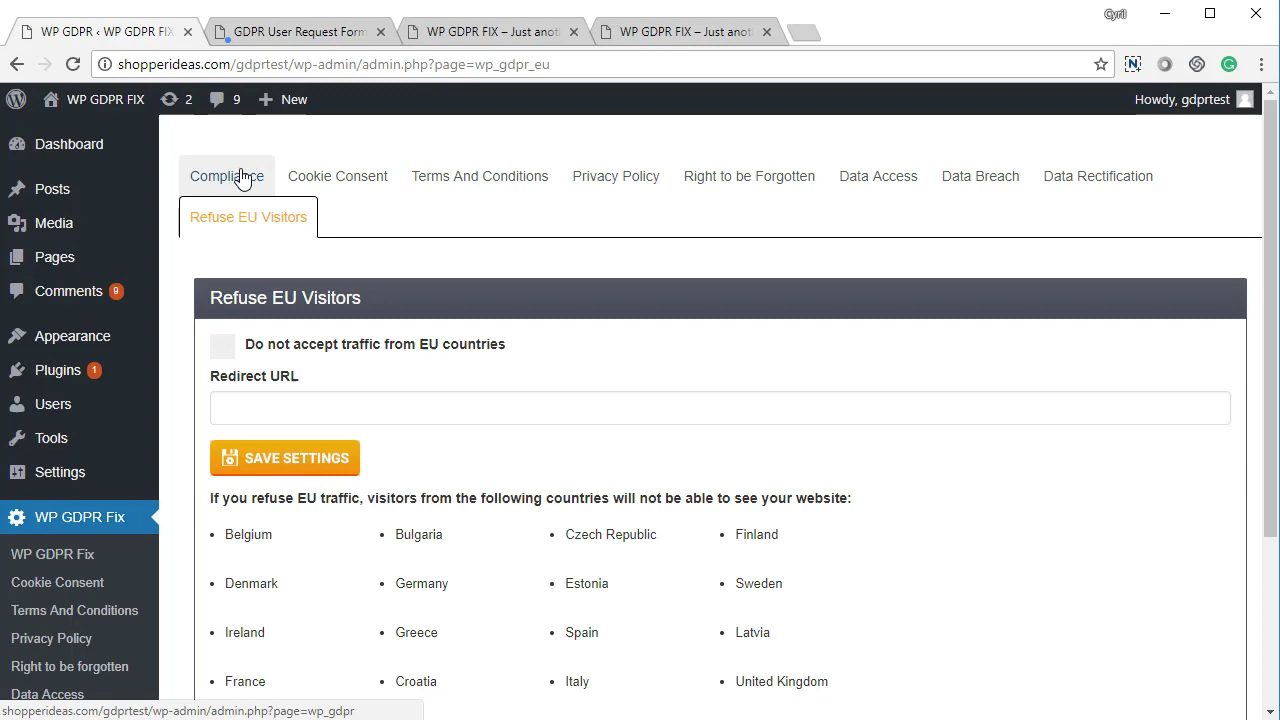 Cyril
WP GDPR ‹ WP GDPR FIX
GDPR User Request Form
WP GDPR FIX – Just anot
WP GDPR FIX – Just anot
shopperideas.com/gdprtest/wp-admin/admin.php?page=wp_gdpr_eu
WP GDPR FIX 2 9 New
Howdy, gdprtest
Dashboard
Posts
Media
Pages
Comments 9
Appearance
Plugins 1
Users
Tools
Settings
WP GDPR Fix
WP GDPR Fix
Cookie Consent
Terms And Conditions
Privacy Policy
Right to be forgotten
Data Access
Compliance Cookie Consent Terms And Conditions Privacy Policy Right to be Forgotten Data Access Data Breach Data Rectification
Refuse EU Visitors
Refuse EU Visitors
Do not accept traffic from EU countries
Redirect URL
SAVE SETTINGS
If you refuse EU traffic, visitors from the following countries will not be able to see your website:
Belgium Bulgaria Czech Republic Finland
Denmark Germany Estonia Sweden
Ireland Greece Spain Latvia
France Croatia Italy United Kingdom
shopperideas.com/gdprtest/wp-admin/admin.php?page=wp_gdpr